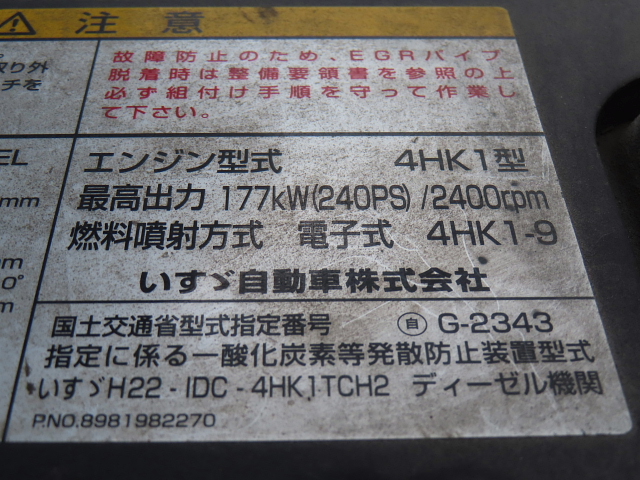 注意
取り外
チを
故障防止のため、EGRパイプ
脱着時は整備要領書を参照の上
必ず組付け手順を守って作業し
て下さい。
EL
mm
エンジン型式 4HK1型
最高出力 177kW(240PS)/2400rpm
燃料噴射方式 電子式 4HK1-9
いすゞ自動車株式会社
国土交通省型式指定番号 ㊀ G-2343
指定に係る一酸化炭素等発散防止装置型式
いすゞH22-IDC-4HK1TCH2 ディーゼル機関
P.NO.8981982270